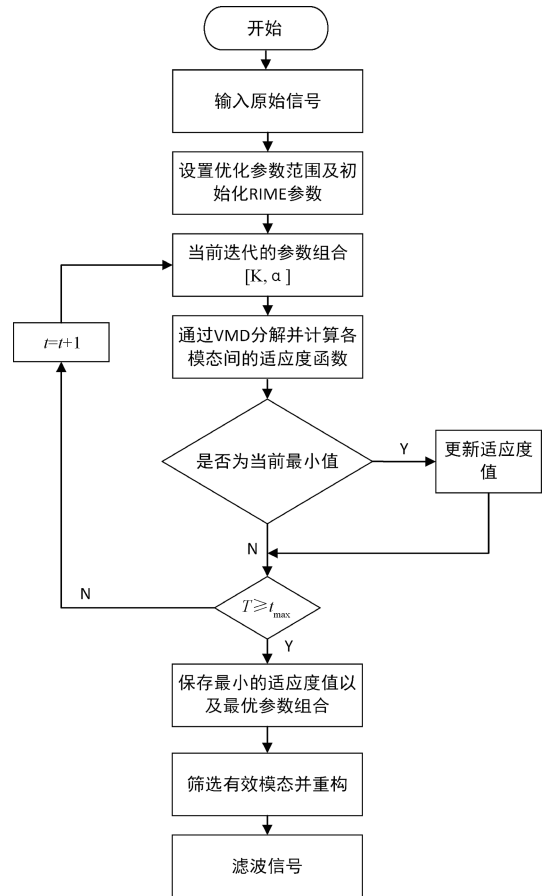 开始
输入原始信号
设置优化参数范围及初
始化RIME参数
当前迭代的参数组合
[K, α]
t=t+1
通过VMD分解并计算各
模态间的适应度函数
是否为当前最小值
Y
更新适应度
值
N
N
T≥tmax
Y
保存最小的适应度值以
及最优参数组合
筛选有效模态并重构
滤波信号